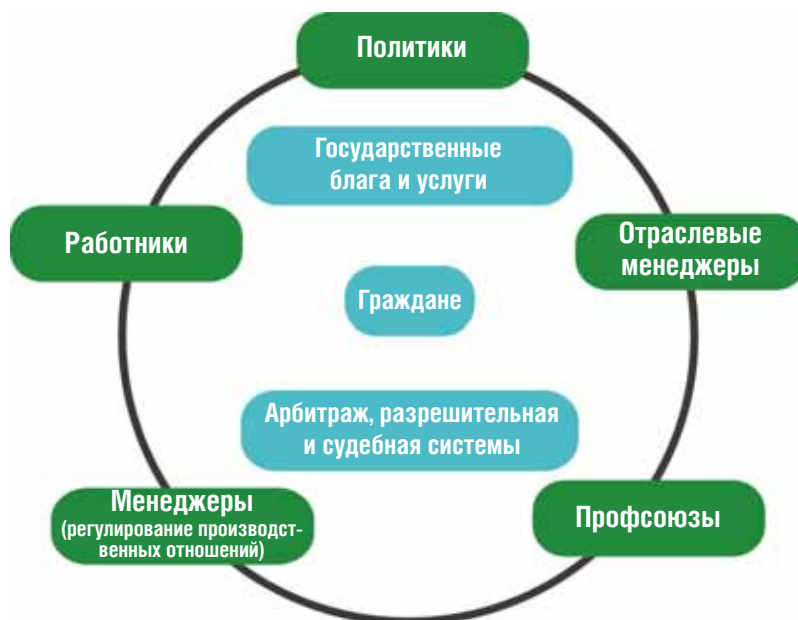 Политики
Государственные
блага и услуги
Работники
Отраслевые
менеджеры
Граждане
Арбитраж, разрешительная
и судебная системы
Менеджеры
(регулирование производст-
венных отношений)
Профсоюзы